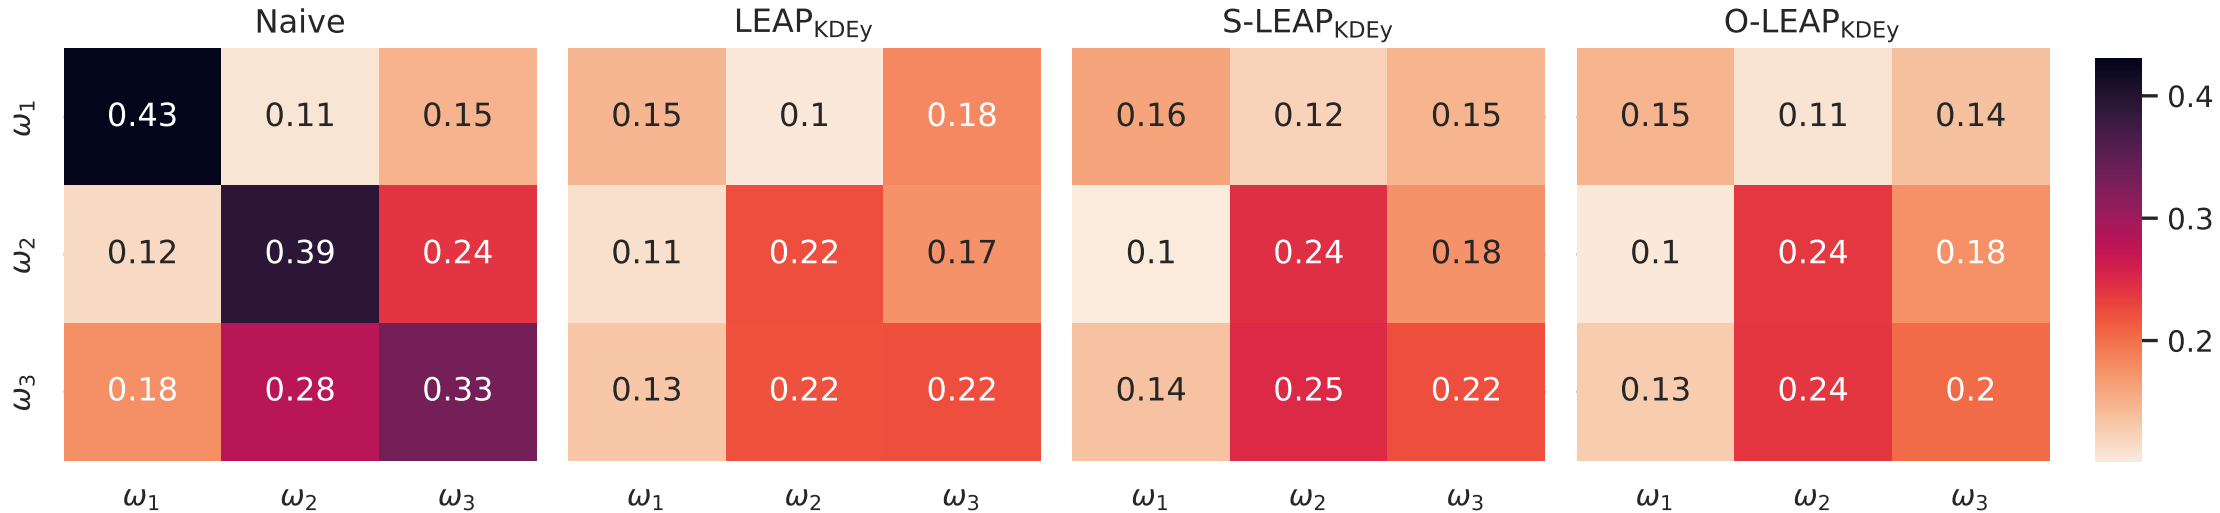 Naive LEAP_KDEy S-LEAP_KDEy O-LEAP_KDEy
ω₁ 0.43 0.11 0.15 0.15 0.1 0.18 0.16 0.12 0.15 0.15 0.11 0.14 0.4
ω₂ 0.12 0.39 0.24 0.11 0.22 0.17 0.1 0.24 0.18 0.1 0.24 0.18 0.3
0.2
ω₃ 0.18 0.28 0.33 0.13 0.22 0.22 0.14 0.25 0.22 0.13 0.24 0.2
ω₁ ω₂ ω₃ ω₁ ω₂ ω₃ ω₁ ω₂ ω₃ ω₁ ω₂ ω₃